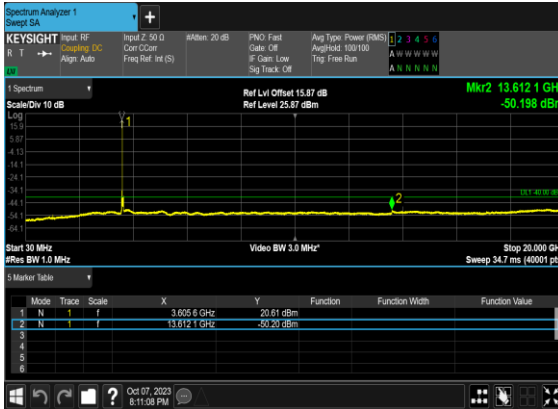 Spectrum Analyzer 1
Swept SA
+
KEYSIGHT Input: RF Input Z: 50 Ω #Atten: 20 dB PNO: Fast Avg Type: Power (RMS) 1 2 3 4 5 6
R T Coupling: DC Corr CCorr Gate: Off Avg|Hold: 100/100 A W W W W W
Align: Auto Freq Ref: Int (S) IF Gain: Low Trig: Free Run
Sig Track: Off A N N N N N
1 Spectrum Ref Lvl Offset 15.87 dB Mkr2 13.612 1 GH
Scale/Div 10 dB Ref Level 25.87 dBm -50.198 dB
Log
15.9
5.87
-4.13
-14.1
-24.1
-34.1
-44.1
-54.1
-64.1
1
2
DL1 -40.00 dB
Start 30 MHz Video BW 3.0 MHz* Stop 20.000 GH
#Res BW 1.0 MHz Sweep 34.7 ms (40001 pt
5 Marker Table
Mode Trace Scale X Y Function Function Width Function Value
1 N 1 f 3.605 6 GHz 20.61 dBm
2 N 1 f 13.612 1 GHz -50.20 dBm
3
4
5
6
? Oct 07, 2023
8:11:08 PM